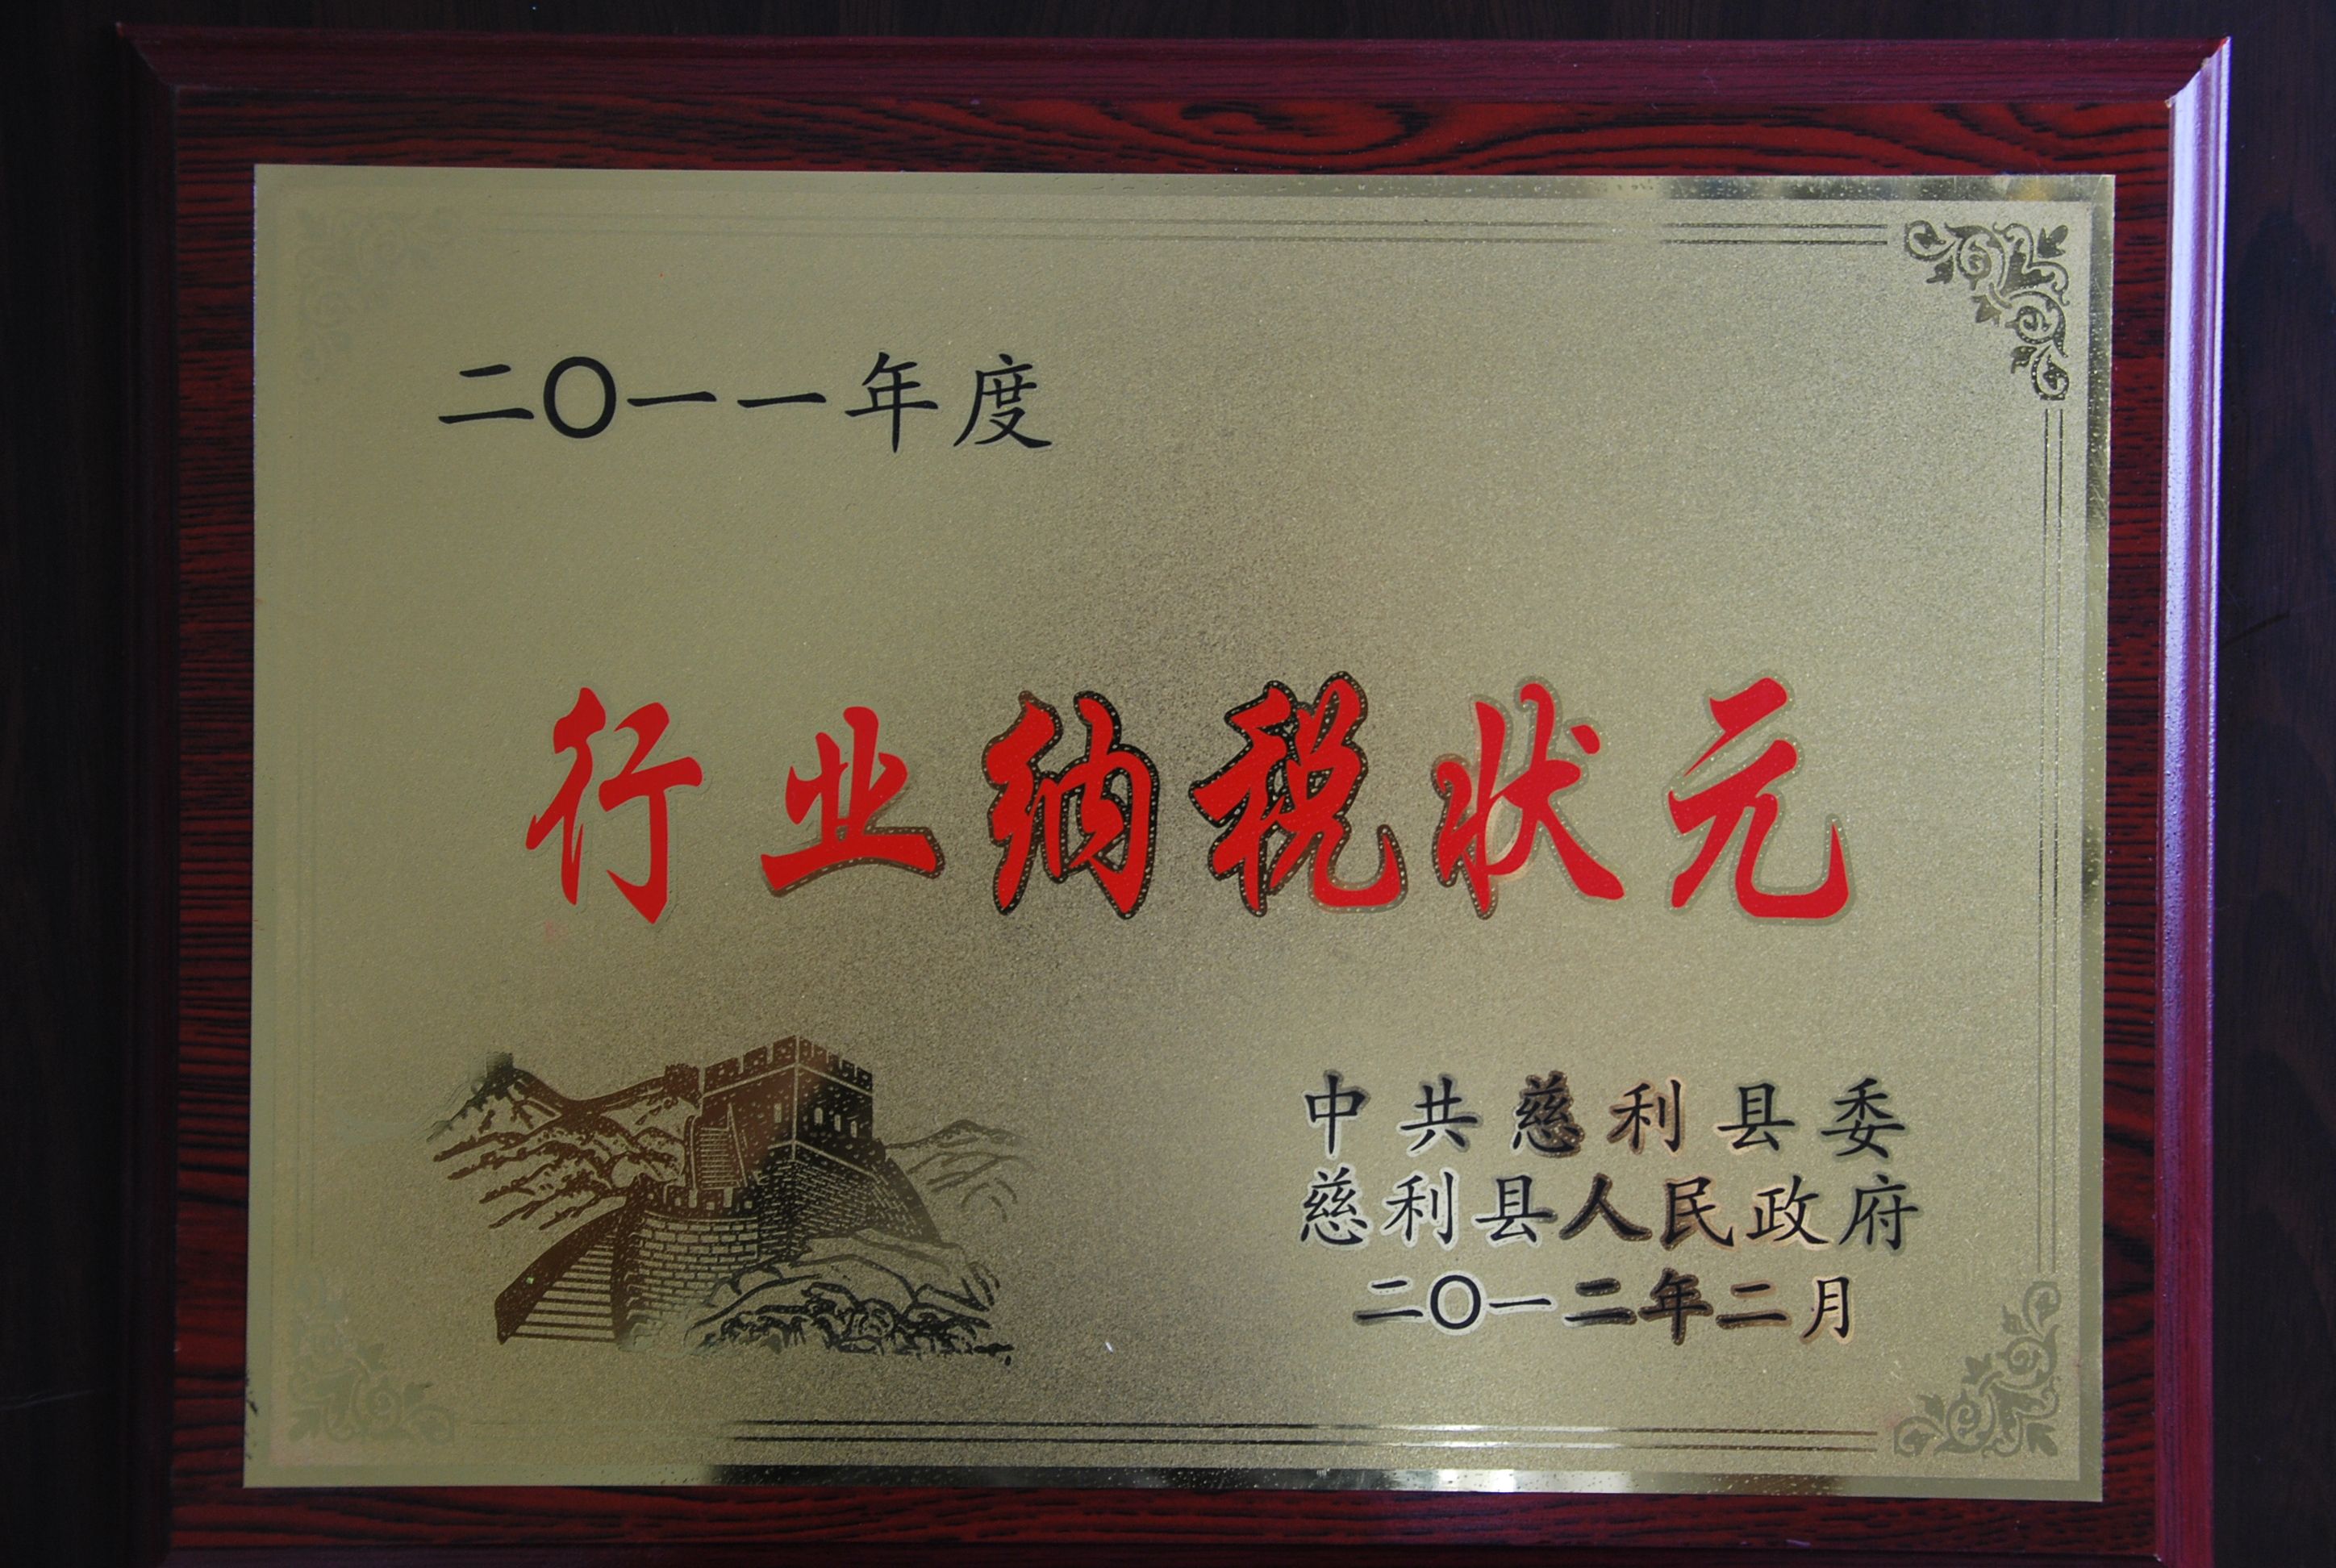 二〇一一年度
行业纳税状元
中共慈利县委
慈利县人民政府
二〇一二年二月